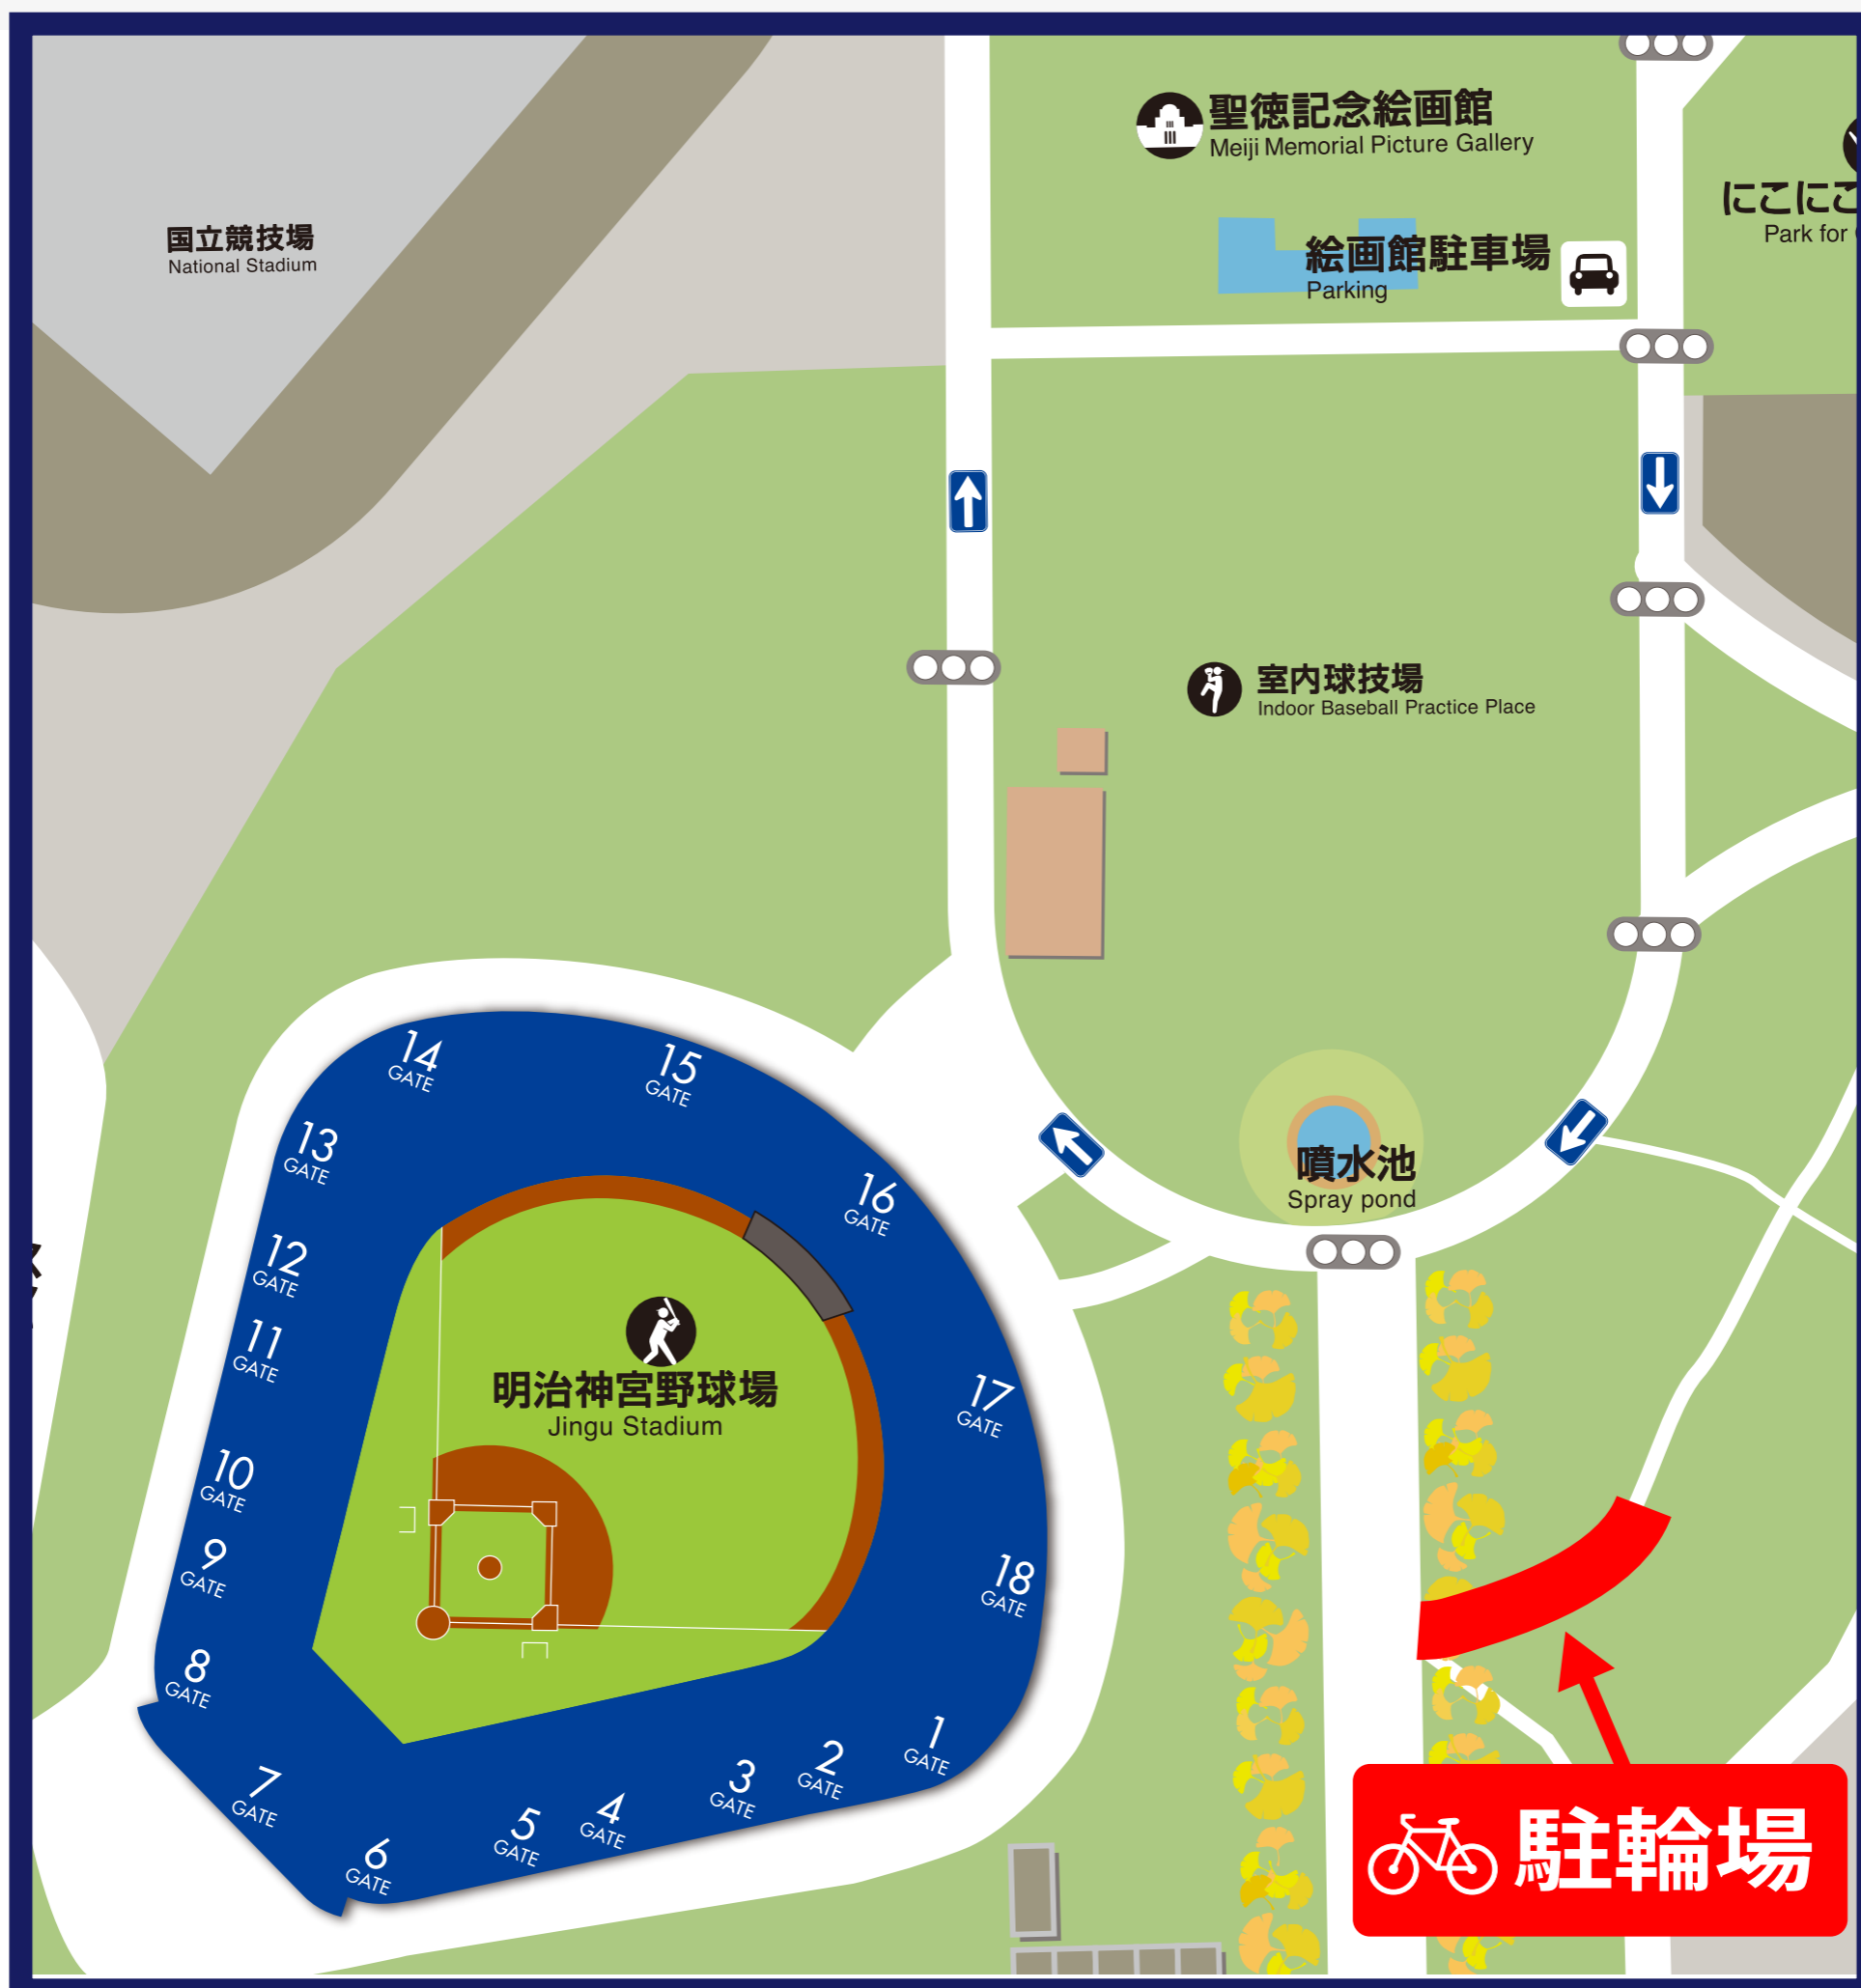 聖徳記念絵画館
Meiji Memorial Picture Gallery
国立競技場
National Stadium
にこにこ
Park for
絵画館駐車場
Parking
室内球技場
Indoor Baseball Practice Place
噴水池
Spray pond
14
GATE
15
GATE
13
GATE
16
GATE
12
GATE
11
GATE
明治神宮野球場
Jingu Stadium
17
GATE
10
GATE
9
GATE
18
GATE
8
GATE
1
GATE
2
GATE
3
GATE
7
GATE
4
GATE
5
GATE
6
GATE
駐輪場